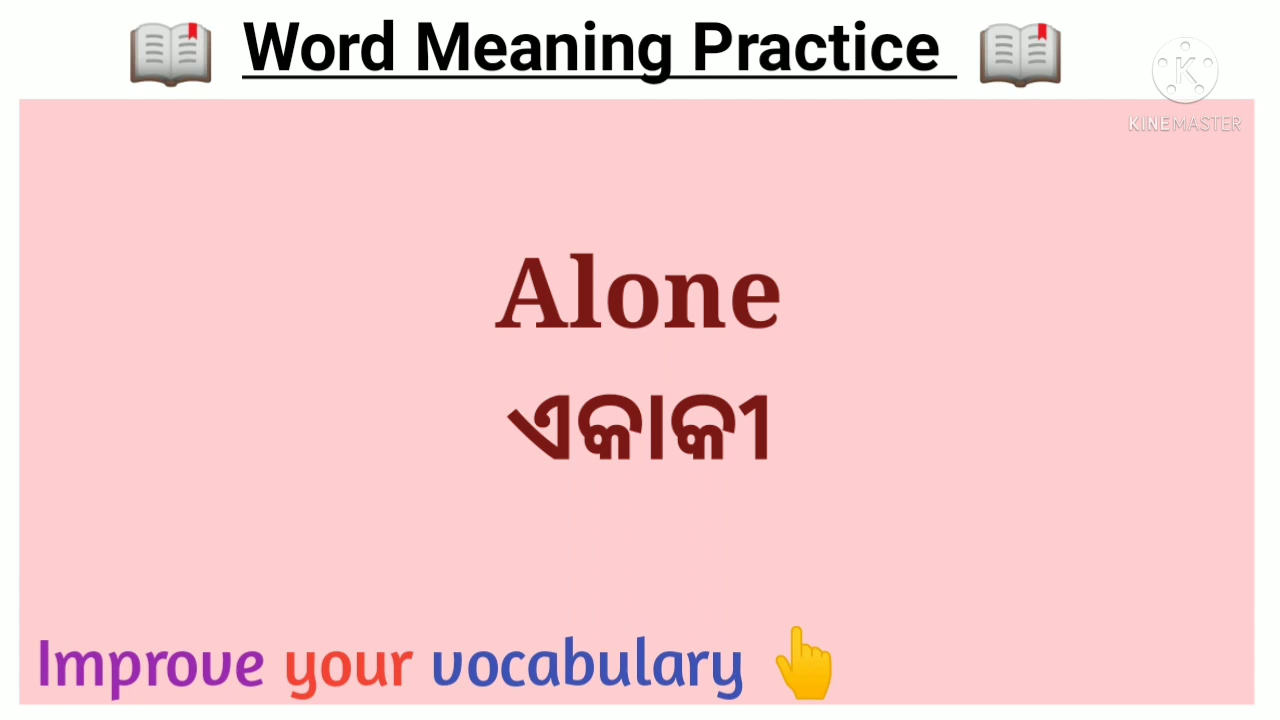 Word Meaning Practice
KINEMASTER
Alone
ଏକାକୀ
Improve your vocabulary